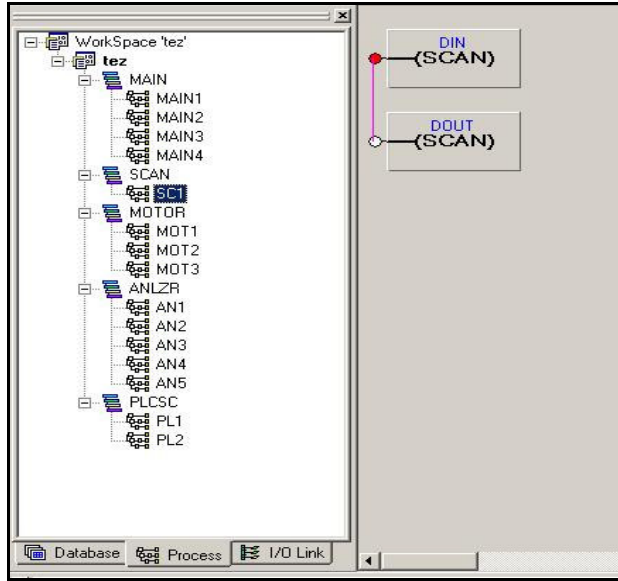 WorkSpace 'tez'
tez
MAIN
MAIN1
MAIN2
MAIN3
MAIN4
SCAN
SC1
MOTOR
MOT1
MOT2
MOT3
ANLZR
AN1
AN2
AN3
AN4
AN5
PLCSC
PL1
PL2
Database Process I/O Link
DIN
(SCAN)
DOUT
(SCAN)